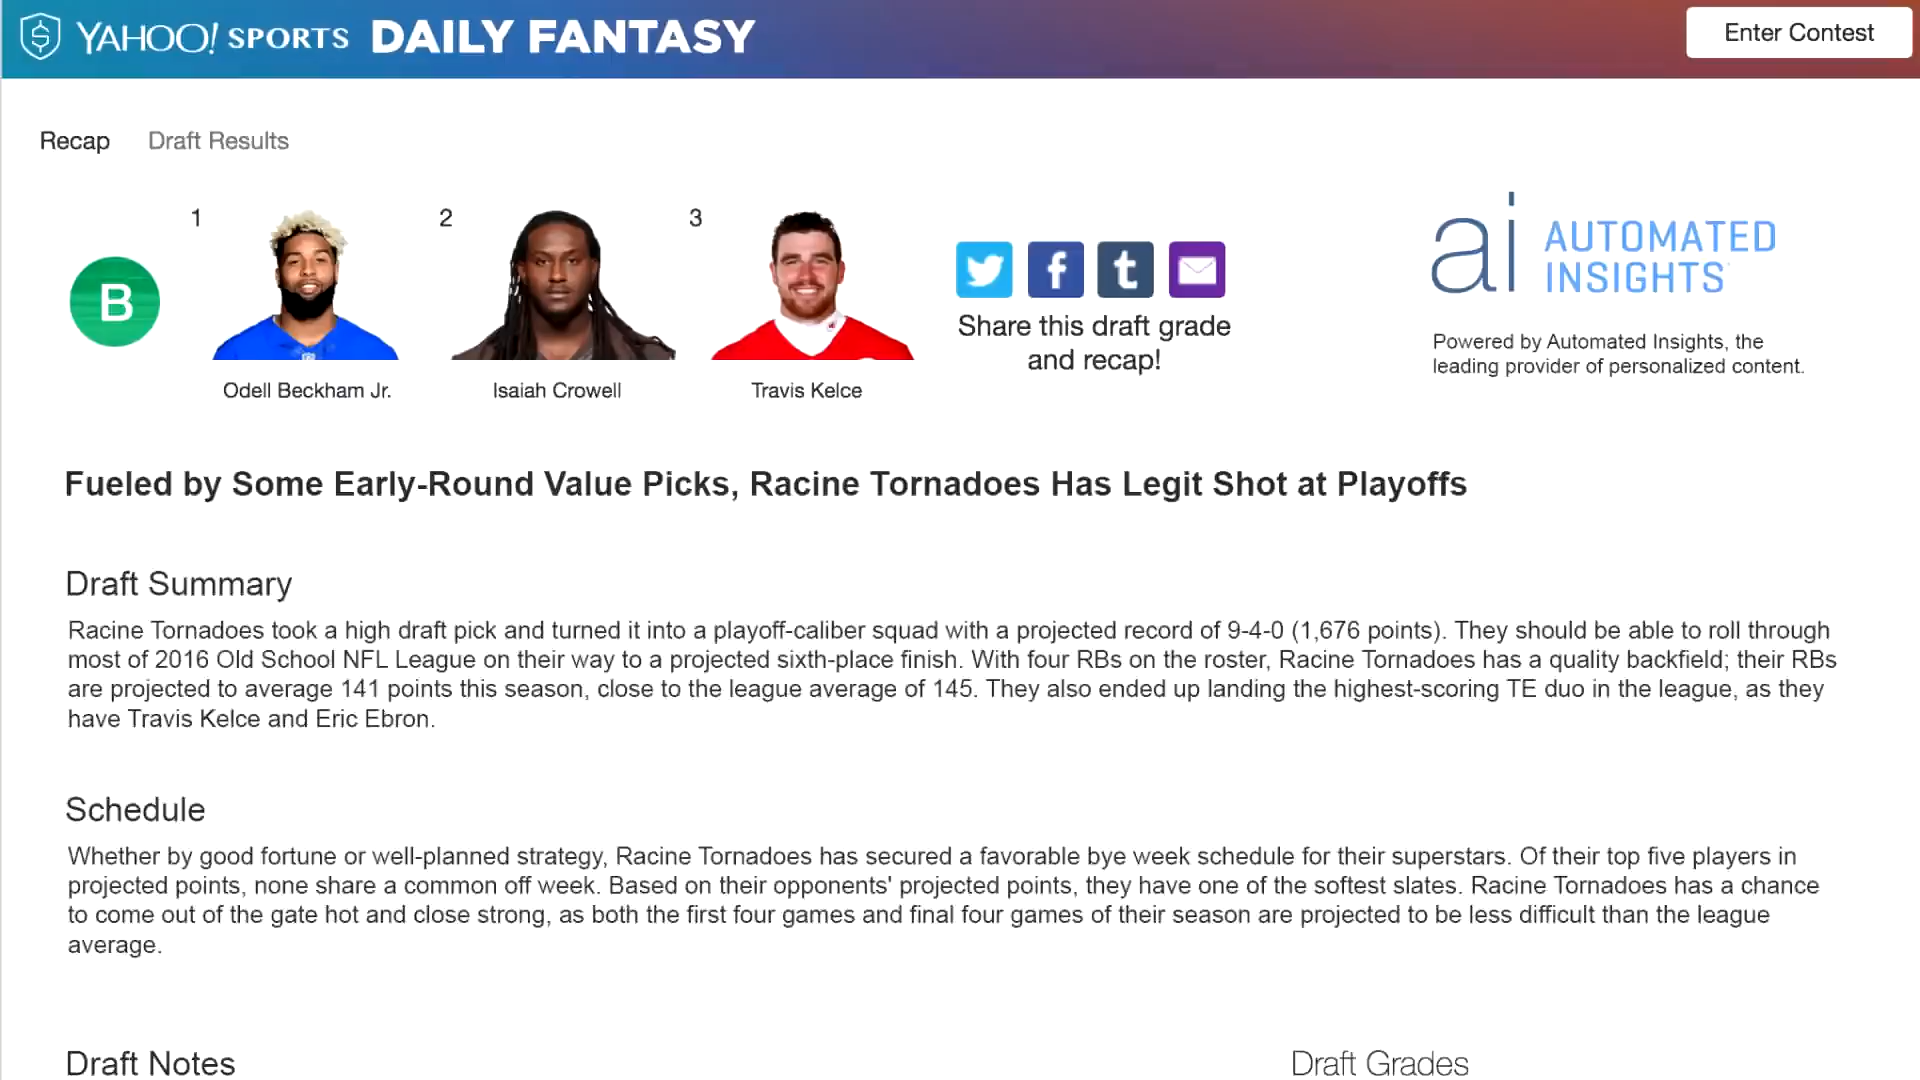 YAHOO! SPORTS DAILY FANTASY
Enter Contest
Recap Draft Results
1 2 3
B
Odell Beckham Jr. Isaiah Crowell Travis Kelce
Share this draft grade
and recap!
ai AUTOMATED
INSIGHTS
Powered by Automated Insights, the
leading provider of personalized content.
Fueled by Some Early-Round Value Picks, Racine Tornadoes Has Legit Shot at Playoffs
Draft Summary
Racine Tornadoes took a high draft pick and turned it into a playoff-caliber squad with a projected record of 9-4-0 (1,676 points). They should be able to roll through
most of 2016 Old School NFL League on their way to a projected sixth-place finish. With four RBs on the roster, Racine Tornadoes has a quality backfield; their RBs
are projected to average 141 points this season, close to the league average of 145. They also ended up landing the highest-scoring TE duo in the league, as they
have Travis Kelce and Eric Ebron.
Schedule
Whether by good fortune or well-planned strategy, Racine Tornadoes has secured a favorable bye week schedule for their superstars. Of their top five players in
projected points, none share a common off week. Based on their opponents' projected points, they have one of the softest slates. Racine Tornadoes has a chance
to come out of the gate hot and close strong, as both the first four games and final four games of their season are projected to be less difficult than the league
average.
Draft Notes
Draft Grades